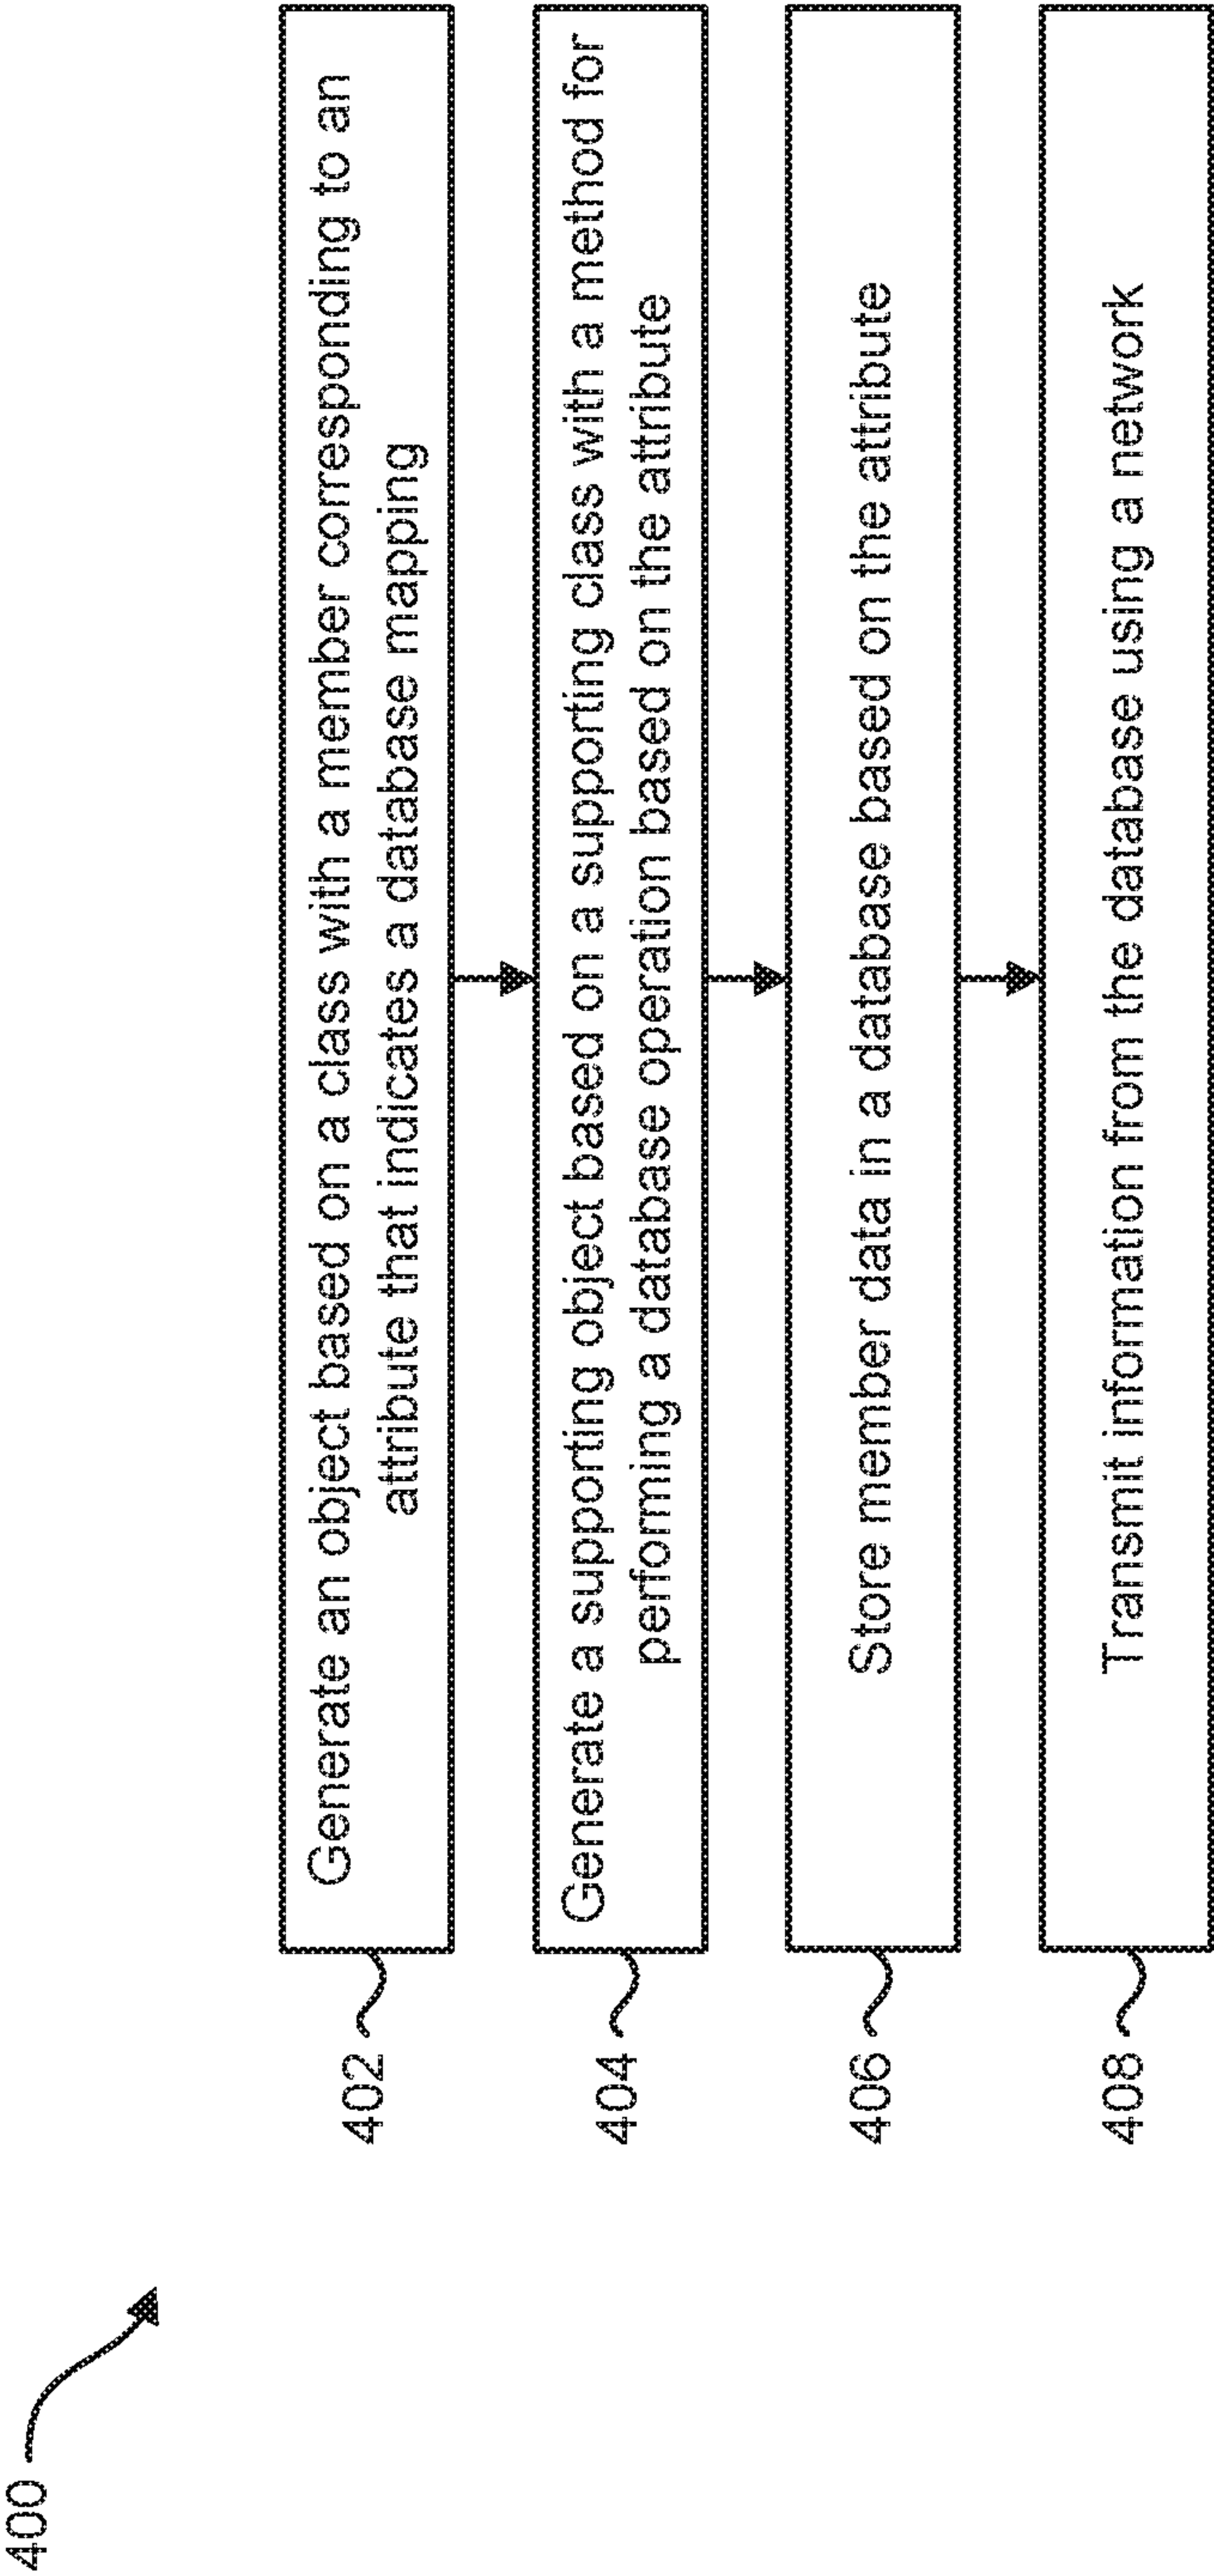 400
402
Generate an object based on a class with a member corresponding to an
attribute that indicates a database mapping
404
Generate a supporting object based on a supporting class with a method for
performing a database operation based on the attribute
406
Store member data in a database based on the attribute
408
Transmit information from the database using a network